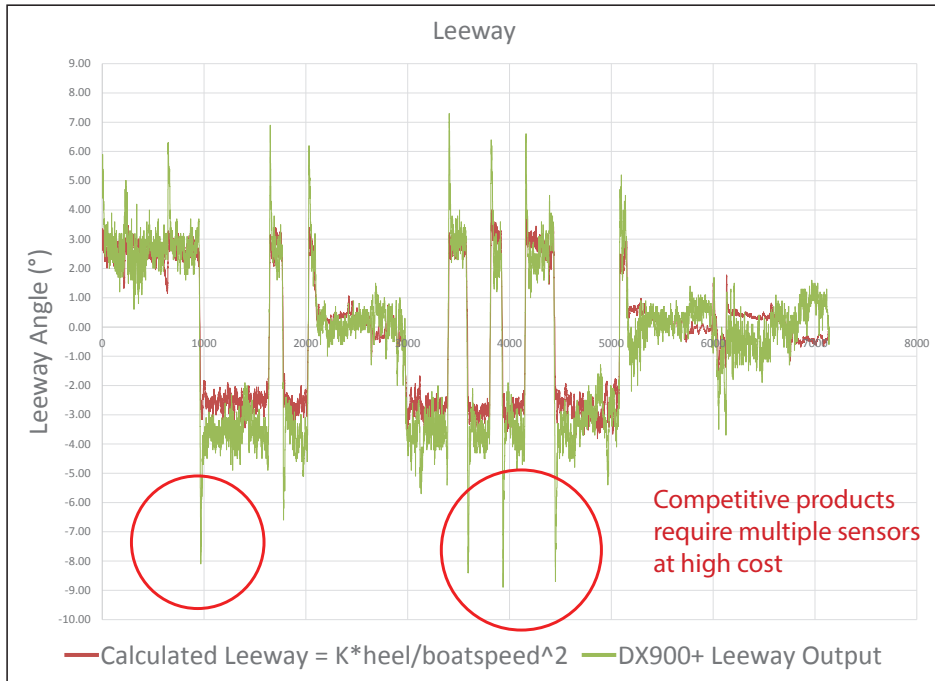 Leeway
9.00
8.00
7.00
6.00
5.00
4.00
3.00
2.00
1.00
0.00
-1.00
-2.00
-3.00
-4.00
-5.00
-6.00
-7.00
-8.00
-9.00
-10.00
Leeway Angle (°)
0 1000 2000 3000 4000 5000 6000 7000 8000
Competitive products
require multiple sensors
at high cost
Calculated Leeway = K*heel/boatspeed^2 DX900+ Leeway Output